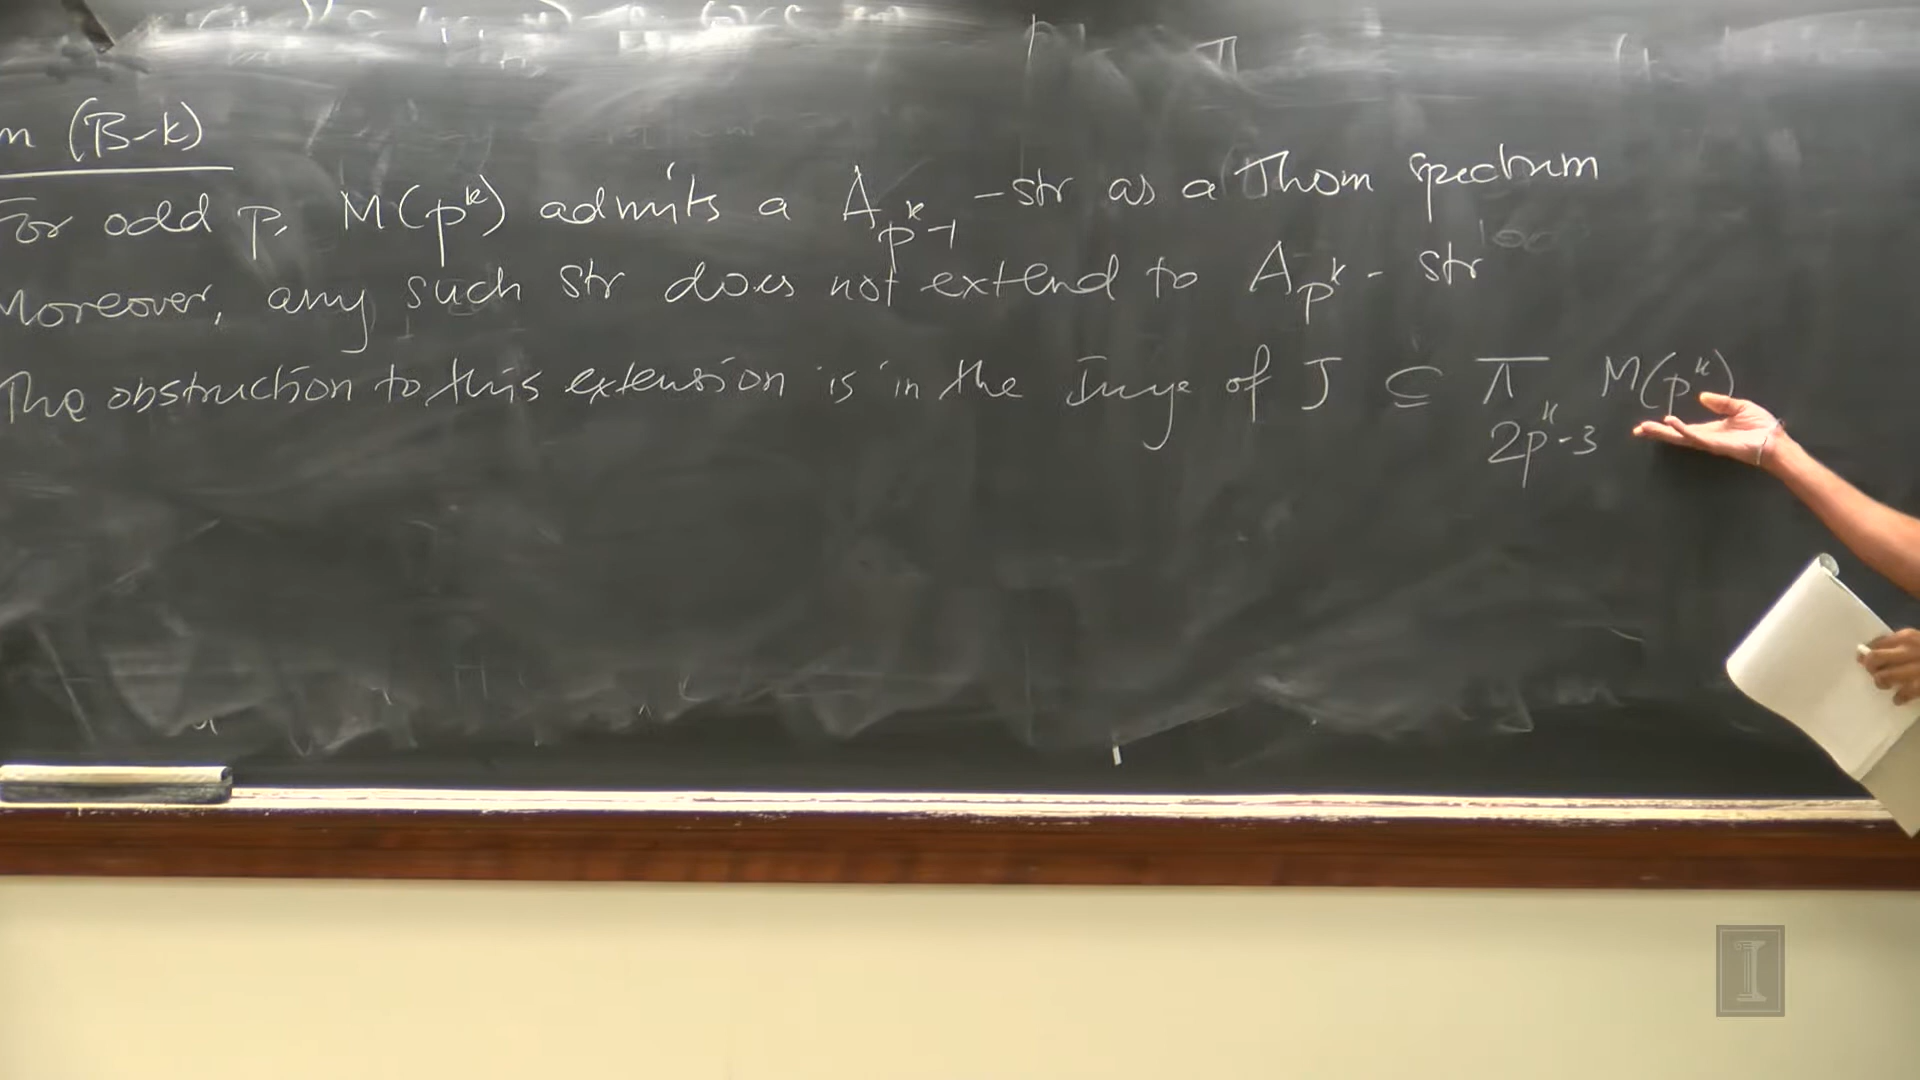 m (B-k)
For odd p, M(p^k) admits a A_{p^k-1} -str as a Thom spectrum
Moreover, any such str does not extend to A_{p^k} - str
The obstruction to this extension is in the Image of J ⊆ π_{2p^k-3} M(p^k)
I